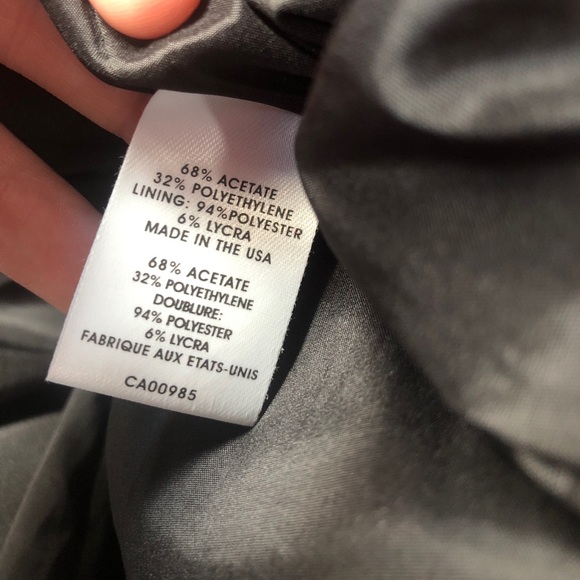 68% ACETATE
32% POLYETHYLENE
LINING: 94%POLYESTER
6% LYCRA
MADE IN THE USA
68% ACETATE
32% POLYETHYLENE
DOUBLURE:
94% POLYESTER
6% LYCRA
FABRIQUE AUX ETATS-UNIS
CA00985